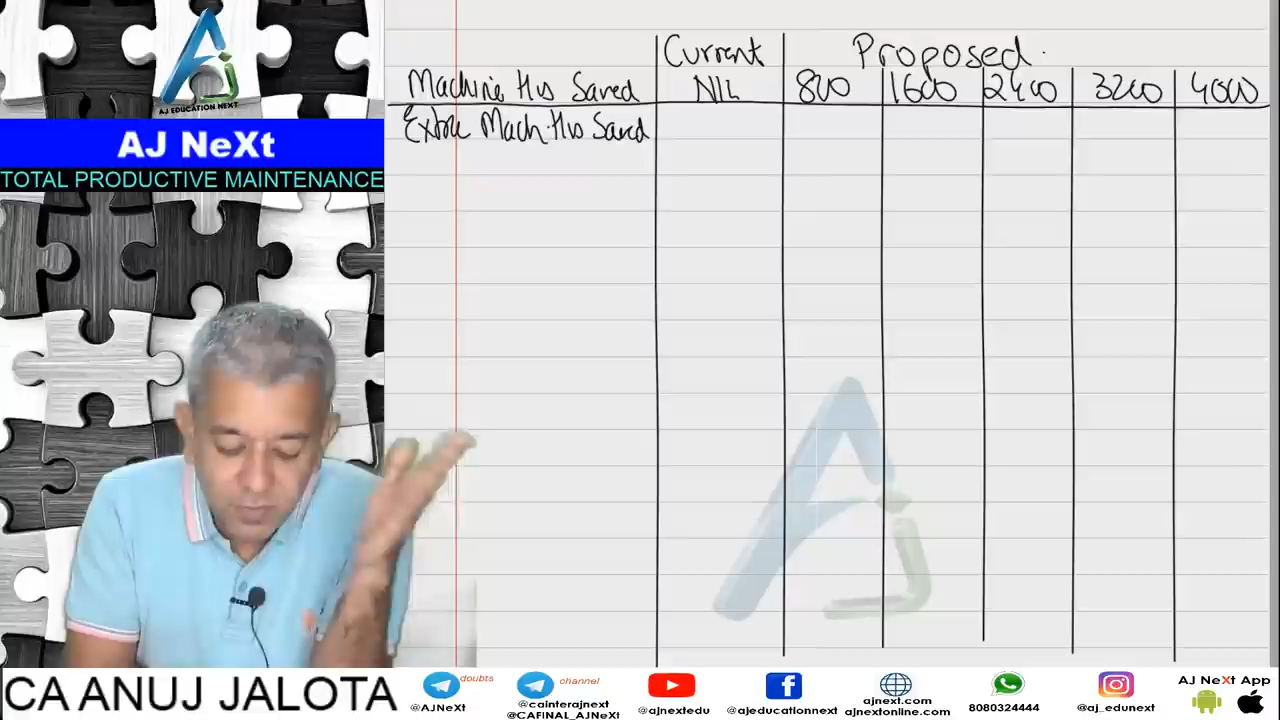 AJ EDUCATION NEXT
AJ NeXt
TOTAL PRODUCTIVE MAINTENANCE
Current
Proposed.
Machine Hrs Saved NIL 800 1600 2400 3200 4000
Extra Mach. Hrs Saved
CA ANUJ JALOTA
doubts
@AJNeXt
channel
@cainterajnext
@CAFINAL_AJNeXt
@ajnextedu
@ajeducationnext
ajnext.com
ajnextonline.com
8080324444
@aj_edunext
AJ NeXt App